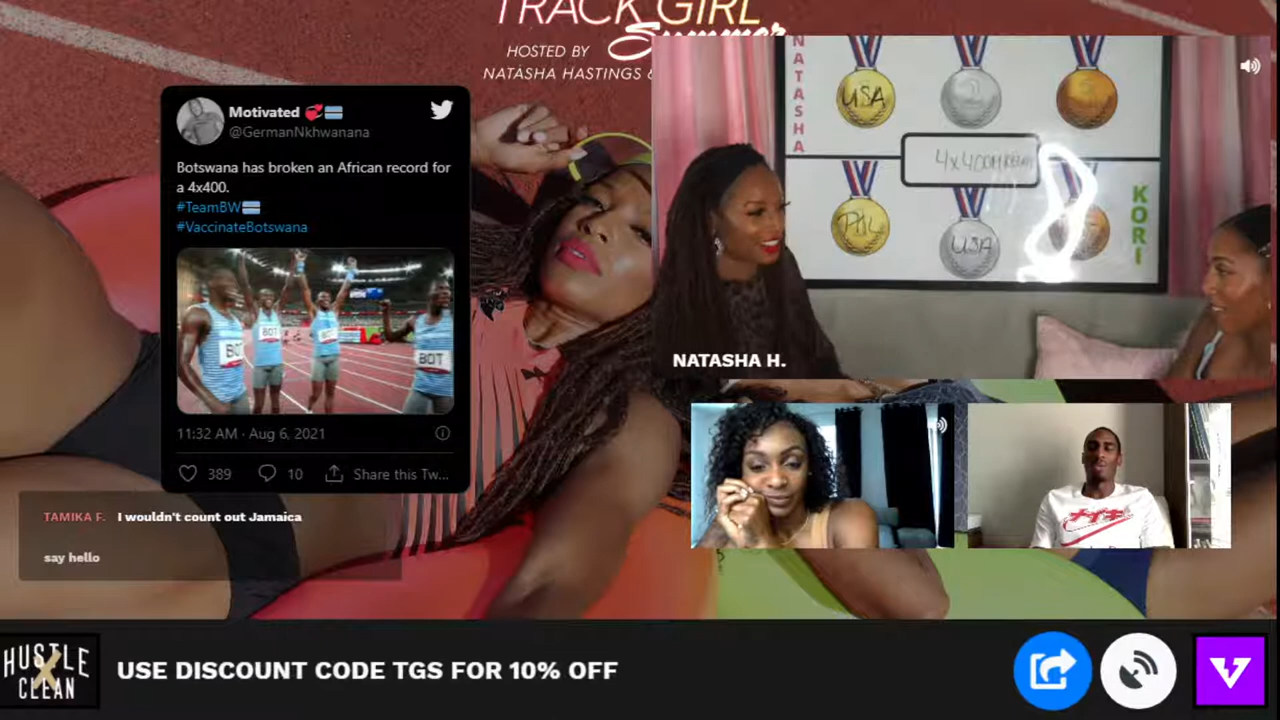 TRACK GIRL
Summer
HOSTED BY
NATASHA HASTINGS &
Motivated
@GermanNkhwanana
Botswana has broken an African record for
a 4x400.
#TeamBW
#VaccinateBotswana
BOT
BOT
BOT
11:32 AM · Aug 6, 2021
389
10
Share this Tw...
TAMIKA F. I wouldn't count out Jamaica
say hello
NATASHA
USA
4x400M RELAY
USA
KORI
NATASHA H.
HUSTLE
CLEAN
USE DISCOUNT CODE TGS FOR 10% OFF